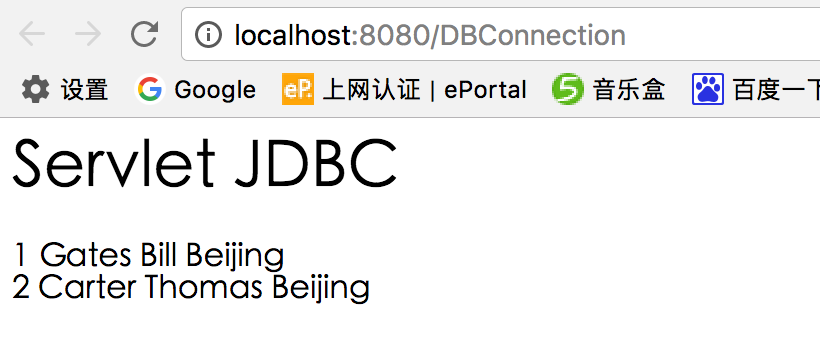 localhost:8080/DBConnection
设置 Google eP. 上网认证 | ePortal 音乐盒 百度一下
Servlet JDBC
1 Gates Bill Beijing
2 Carter Thomas Beijing